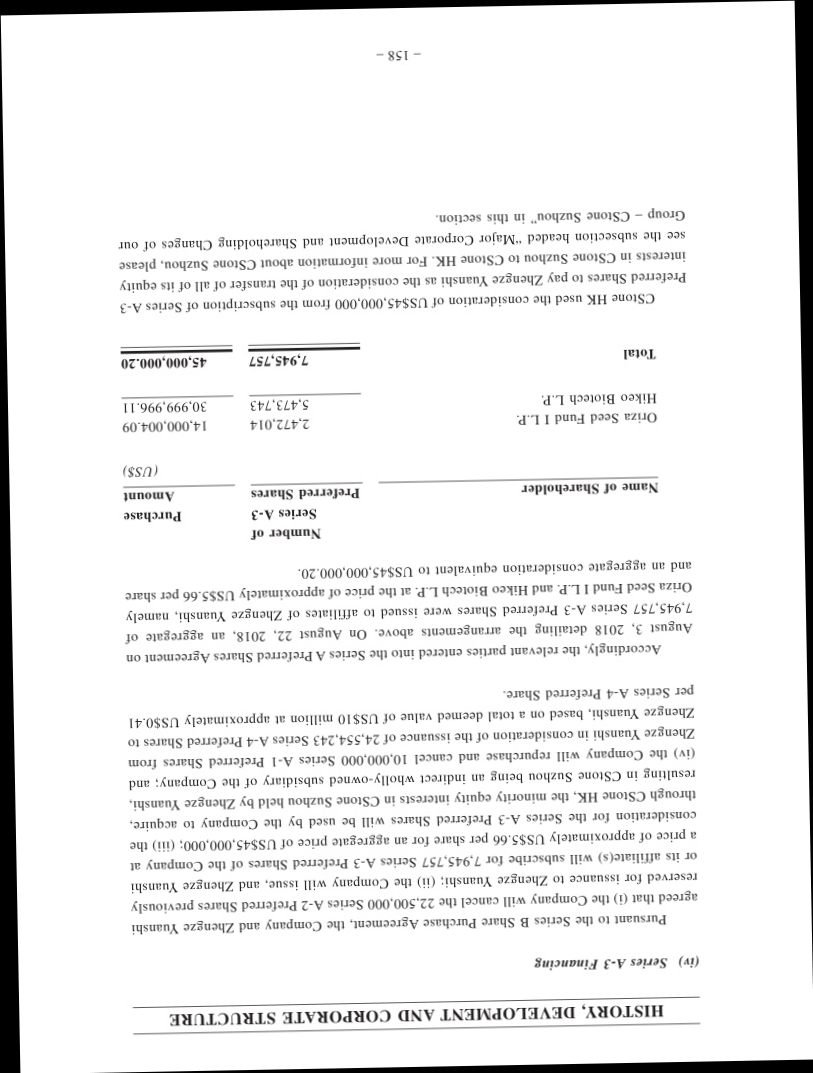 HISTORY, DEVELOPMENT AND CORPORATE STRUCTURE
(iv) Series A-3 Financing
Pursuant to the Series B Share Purchase Agreement, the Company and Zhengze Yuanshi
agreed that (i) the Company will cancel the 22,500,000 Series A-2 Preferred Shares previously
reserved for issuance to Zhengze Yuanshi; (ii) the Company will issue, and Zhengze Yuanshi
or its affiliate(s) will subscribe for 7,945,757 Series A-3 Preferred Shares of the Company at
a price of approximately US$5.66 per share for an aggregate price of US$45,000,000; (iii) the
consideration for the Series A-3 Preferred Shares will be used by the Company to acquire,
through CStone HK, the minority equity interests in CStone Suzhou held by Zhengze Yuanshi,
resulting in CStone Suzhou being an indirect wholly-owned subsidiary of the Company; and
(iv) the Company will repurchase and cancel 10,000,000 Series A-1 Preferred Shares from
Zhengze Yuanshi in consideration of the issuance of 24,554,243 Series A-4 Preferred Shares to
Zhengze Yuanshi, based on a total deemed value of US$10 million at approximately US$0.41
per Series A-4 Preferred Share.
Accordingly, the relevant parties entered into the Series A Preferred Shares Agreement on
August 3, 2018 detailing the arrangements above. On August 22, 2018, an aggregate of
7,945,757 Series A-3 Preferred Shares were issued to affiliates of Zhengze Yuanshi, namely
Oriza Seed Fund I L.P. and Hikeo Biotech L.P. at the price of approximately US$5.66 per share
and an aggregate consideration equivalent to US$45,000,000.20.
Number of
Series A-3 Purchase
Name of Shareholder Preferred Shares Amount
(US$)
Oriza Seed Fund I L.P. 2,472,014 14,000,004.09
Hikeo Biotech L.P. 5,473,743 30,999,996.11
Total 7,945,757 45,000,000.20
CStone HK used the consideration of US$45,000,000 from the subscription of Series A-3
Preferred Shares to pay Zhengze Yuanshi as the consideration of the transfer of all of its equity
interests in CStone Suzhou to CStone HK. For more information about CStone Suzhou, please
see the subsection headed "Major Corporate Development and Shareholding Changes of our
Group – CStone Suzhou" in this section.
– 158 –